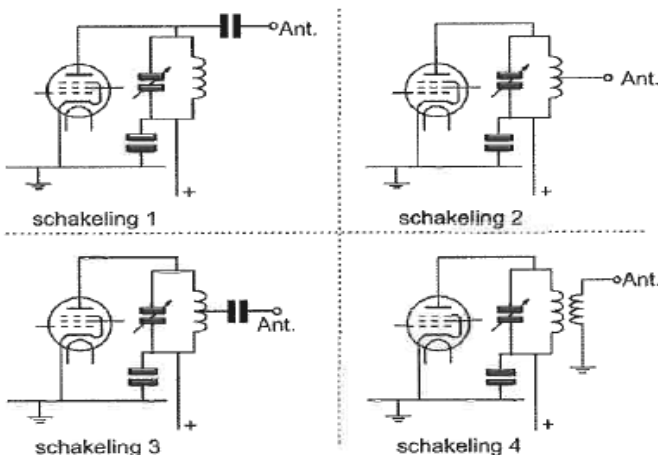 Ant.
+
schakeling 1
Ant.
+
schakeling 2
Ant.
+
schakeling 3
Ant.
+
schakeling 4